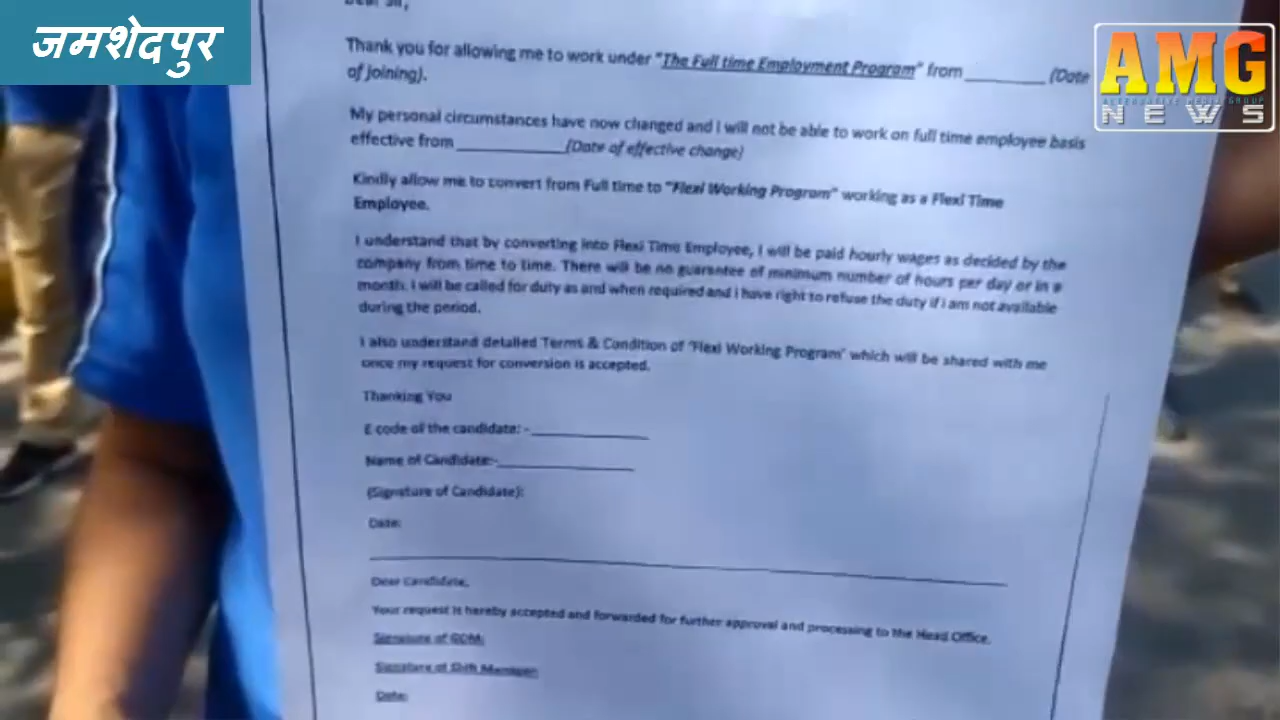 जमशेदपुर
AMG
NEWS
Dear Sir,
Thank you for allowing me to work under "The Full time Employment Program" from ________ (Date
of joining).
My personal circumstances have now changed and I will not be able to work on full time employee basis
effective from ___________(Date of effective change)
Kindly allow me to convert from Full time to "Flexi Working Program" working as a Flexi Time
Employee.
I understand that by converting into Flexi Time Employee, I will be paid hourly wages as decided by the
company from time to time. There will be no guarantee of minimum number of hours per day or in a
month. I will be called for duty as and when required and i have right to refuse the duty if i am not available
during the period.
I also understand detailed Terms & Condition of 'Flexi Working Program' which will be shared with me
once my request for conversion is accepted.
Thanking You
E code of the candidate: -____________
Name of Candidate:-______________
(Signature of Candidate):
Date:
Dear Candidate,
Your request is hereby accepted and forwarded for further approval and processing to the Head Office.
Signature of
Signature of Shift Manager:
Date: